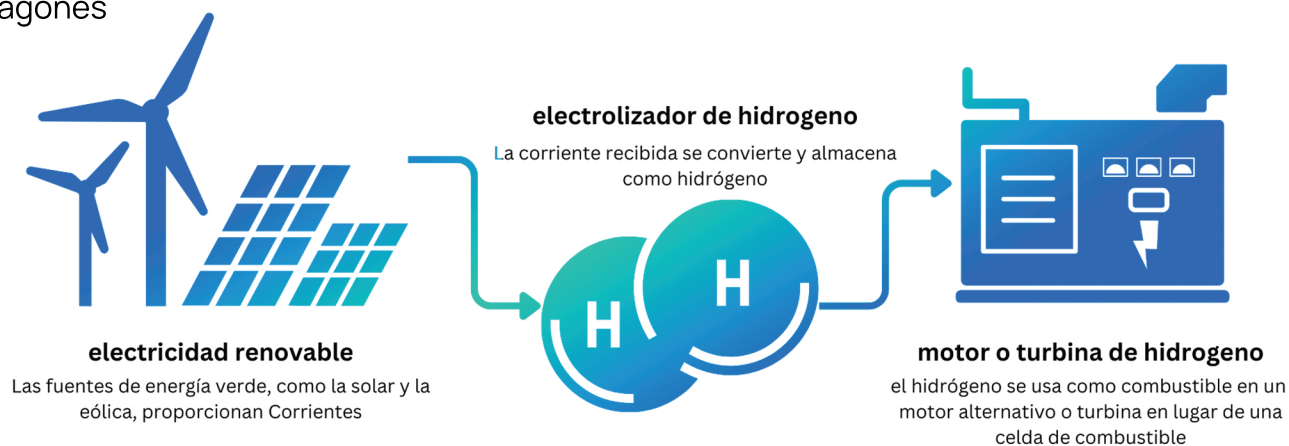 agones
electrolizador de hidrogeno
La corriente recibida se convierte y almacena
como hidrógeno
H
H
electricidad renovable
Las fuentes de energía verde, como la solar y la
eólica, proporcionan Corrientes
motor o turbina de hidrogeno
el hidrógeno se usa como combustible en un
motor alternativo o turbina en lugar de una
celda de combustible